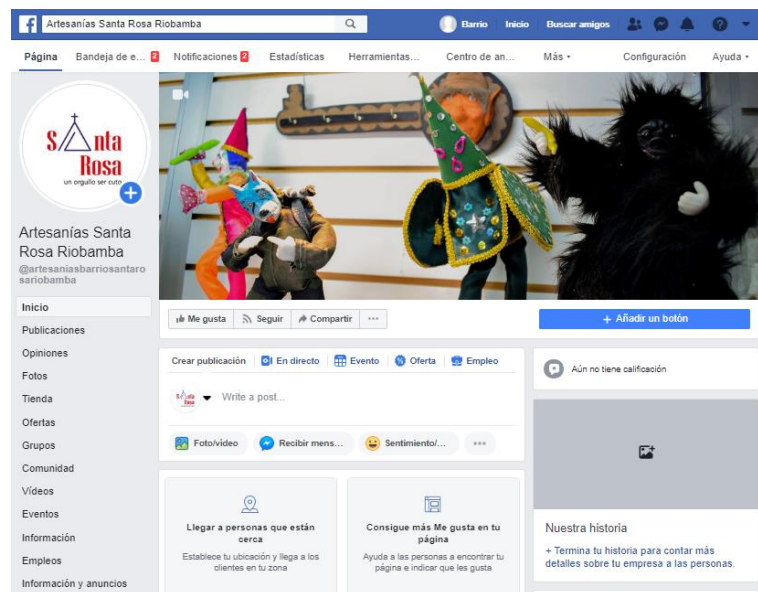 Artesanías Santa Rosa Riobamba
Barrio Inicio Buscar amigos
Página Bandeja de e... 2 Notificaciones 2 Estadísticas Herramientas... Centro de an... Más Configuración Ayuda
Santa
Rosa
un orgullo ser cuto
Artesanías Santa
Rosa Riobamba
@artesaniasbarriosantaro
sariobamba
Inicio
Publicaciones
Opiniones
Fotos
Tienda
Ofertas
Grupos
Comunidad
Vídeos
Eventos
Información
Empleos
Información y anuncios
Me gusta Seguir Compartir ...
+ Añadir un botón
Crear publicación En directo Evento Oferta Empleo
Santa
Rosa
Write a post...
Foto/vídeo Recibir mens... Sentimiento/... ...
Llegar a personas que están
cerca
Establece tu ubicación y llega a los
clientes en tu zona
Consigue más Me gusta en tu
página
Ayuda a las personas a encontrar tu
página e indicar que les gusta
Aún no tiene calificación
Nuestra historia
+ Termina tu historia para contar más
detalles sobre tu empresa a las personas.